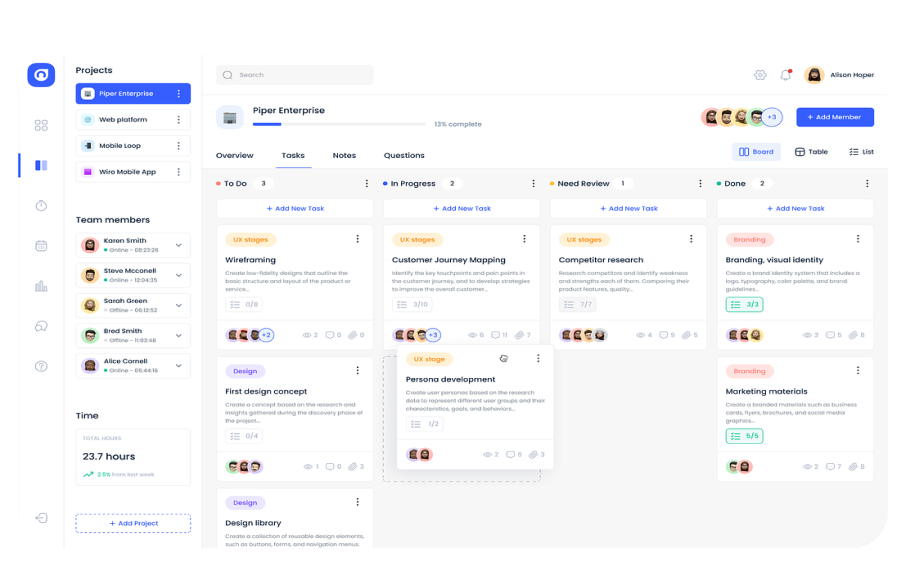 Projects
Piper Enterprise
Web platform
Mobile Loop
Wiro Mobile App
Team members
Karen Smith
Online - 08:23:26
Steve Mcconell
Online - 12:04:35
Sarah Green
Offline - 06:12:52
Bred Smith
Offline - 11:03:48
Alice Cornell
Online - 05:44:16
Time
TOTAL HOURS
23.7 hours
2.5% from last week
+ Add Project
Search
Alison Hoper
Piper Enterprise
13% complete
+3
+ Add Member
Overview
Tasks
Notes
Questions
Board
Table
List
To Do 3
+ Add New Task
UX stages
Wireframing
Create low-fidelity designs that outline the
basic structure and layout of the product or
service...
0/8
+2
2 0 0
Design
First design concept
Create a concept based on the research and
insights gathered during the discovery phase of
the project...
0/4
1 0 3
Design
Design library
Create a collection of reusable design elements,
such as buttons, forms, and navigation menus.
In Progress 2
+ Add New Task
UX stages
Customer Journey Mapping
Identify the key touchpoints and pain points in
the customer journey, and to develop strategies
to improve the overall customer...
3/10
+3
6 11 7
UX stage
Persona development
Create user personas based on the research
data to represent different user groups and their
characteristics, goals, and behaviors...
1/2
2 6 3
Need Review 1
+ Add New Task
UX stages
Competitor research
Research competitors and identify weakness
and strengths each of them. Comparing their
product features, quality...
7/7
4 5 5
Done 2
+ Add New Task
Branding
Branding, visual identity
Create a brand identity system that includes a
logo, typography, color palette, and brand
guidelines...
3/3
3 5 8
Branding
Marketing materials
Create a branded materials such as business
cards, flyers, brochures, and social media
graphics...
5/5
2 7 8